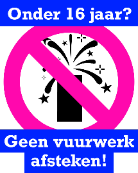 Onder 16 jaar?
Geen vuurwerk
afsteken!